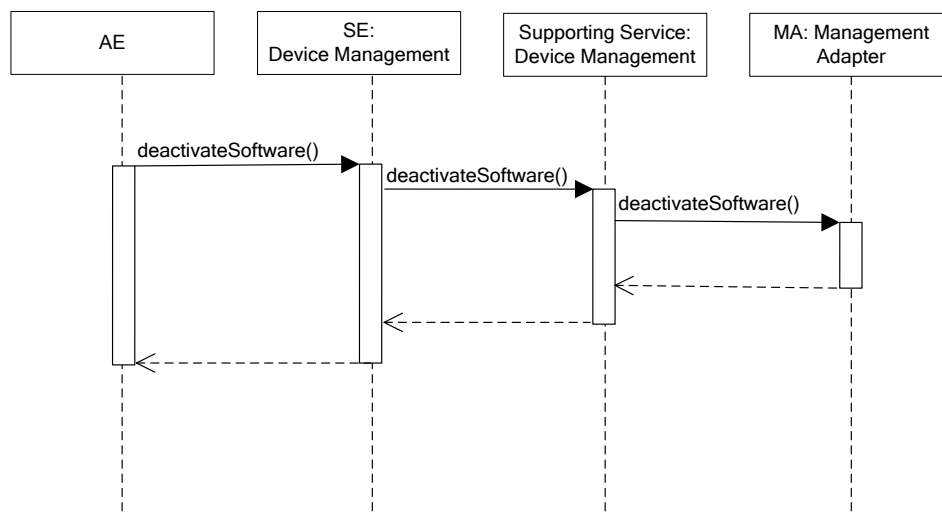 AE
SE:
Device Management
Supporting Service:
Device Management
MA: Management
Adapter
deactivateSoftware()
deactivateSoftware()
deactivateSoftware()